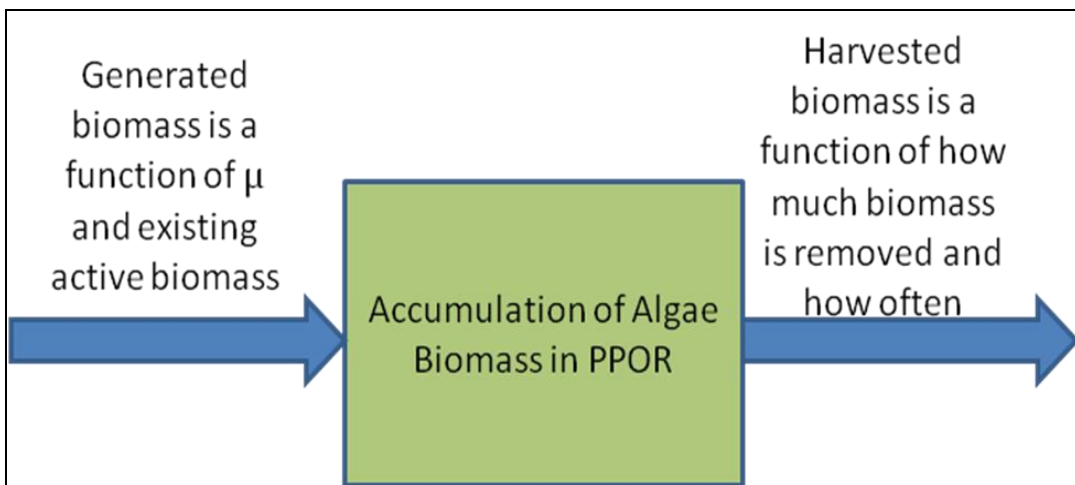 Generated
biomass is a
function of μ
and existing
active biomass
Accumulation of Algae
Biomass in PPOR
Harvested
biomass is a
function of how
much biomass
is removed and
how often